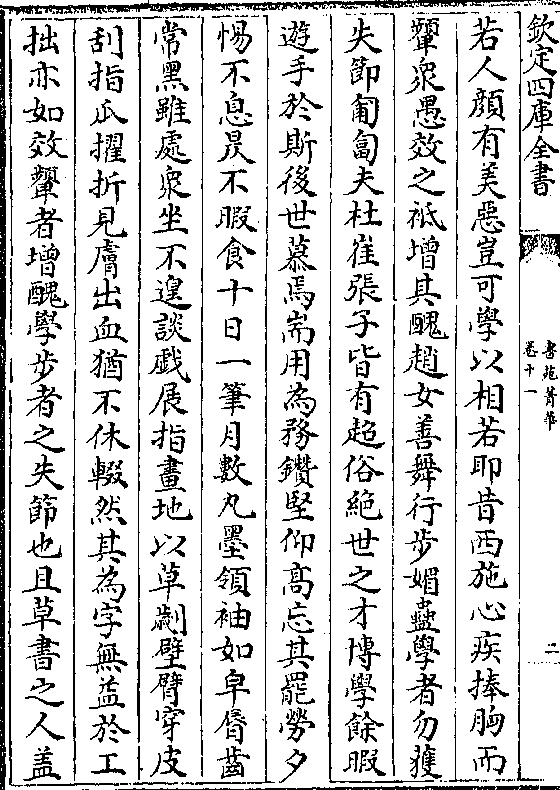 欽定四庫全書
書苑菁華
卷十一
二
若人顔有美惡豈可學以相若耶昔西施心疾捧胸而
顰衆愚效之祗增其醜趙女善舞行步媚蠱學者勿獲
失節匍匐夫杜崔張子皆有超俗絶世之才博學餘暇
遊手於斯後世慕焉耑用為務鑽堅仰高忘其罷勞夕
惕不息昃不暇食十日一筆月數丸墨領袖如皁脣齒
常黑雖處衆坐不遑談戲展指畫地以草劌壁臂穿皮
刮指爪摧折見鰓出血猶不休輟然其為字無益於工
拙亦如效顰者增醜學步者之失節也且草書之人盖